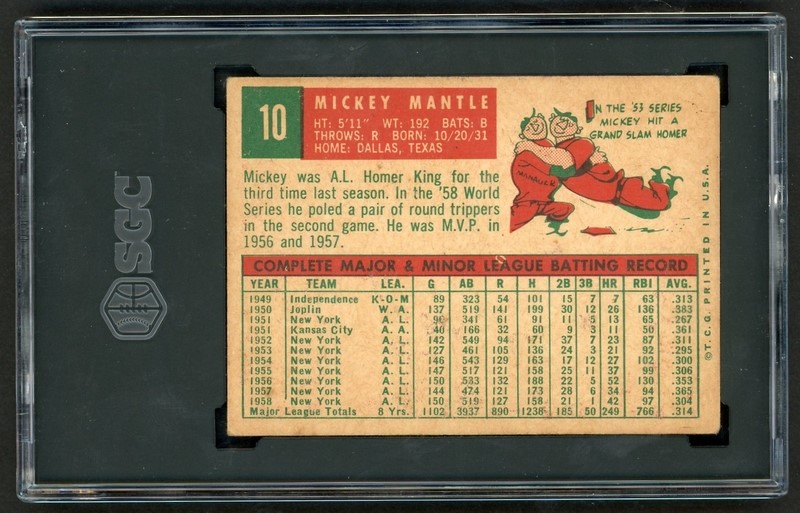 10
MICKEY MANTLE
HT: 5'11" WT: 192 BATS: B
THROWS: R BORN: 10/20/31
HOME: DALLAS, TEXAS
IN THE '53 SERIES
MICKEY HIT A
GRAND SLAM HOMER
MANAGER
Mickey was A.L. Homer King for the
third time last season. In the '58 World
Series he poled a pair of round trippers
in the second game. He was M.V.P. in
1956 and 1957.
COMPLETE MAJOR & MINOR LEAGUE BATTING RECORD
YEAR TEAM LEA. G AB R H 2B 3B HR RBI AVG.
1949 Independence K-O-M 89 323 54 101 15 7 7 63 .313
1950 Joplin W. A. 137 519 141 199 30 12 26 136 .383
1951 New York A. L. 96 341 61 91 11 5 13 65 .267
1951 Kansas City A. A. 40 166 32 60 9 3 11 50 .361
1952 New York A. L. 142 549 94 171 37 7 23 87 .311
1953 New York A. L. 127 461 105 136 24 3 21 92 .295
1954 New York A. L. 146 543 129 163 17 12 27 102 .300
1955 New York A. L. 147 517 121 158 25 11 37 99 .306
1956 New York A. L. 150 533 132 188 22 5 52 130 .353
1957 New York A. L. 144 474 121 173 28 6 34 94 .365
1958 New York A. L. 150 519 127 158 21 1 42 97 .304
Major League Totals 8 Yrs. 1102 3937 890 1238 185 50 249 766 .314
©T.C.G. PRINTED IN U.S.A.
SGC